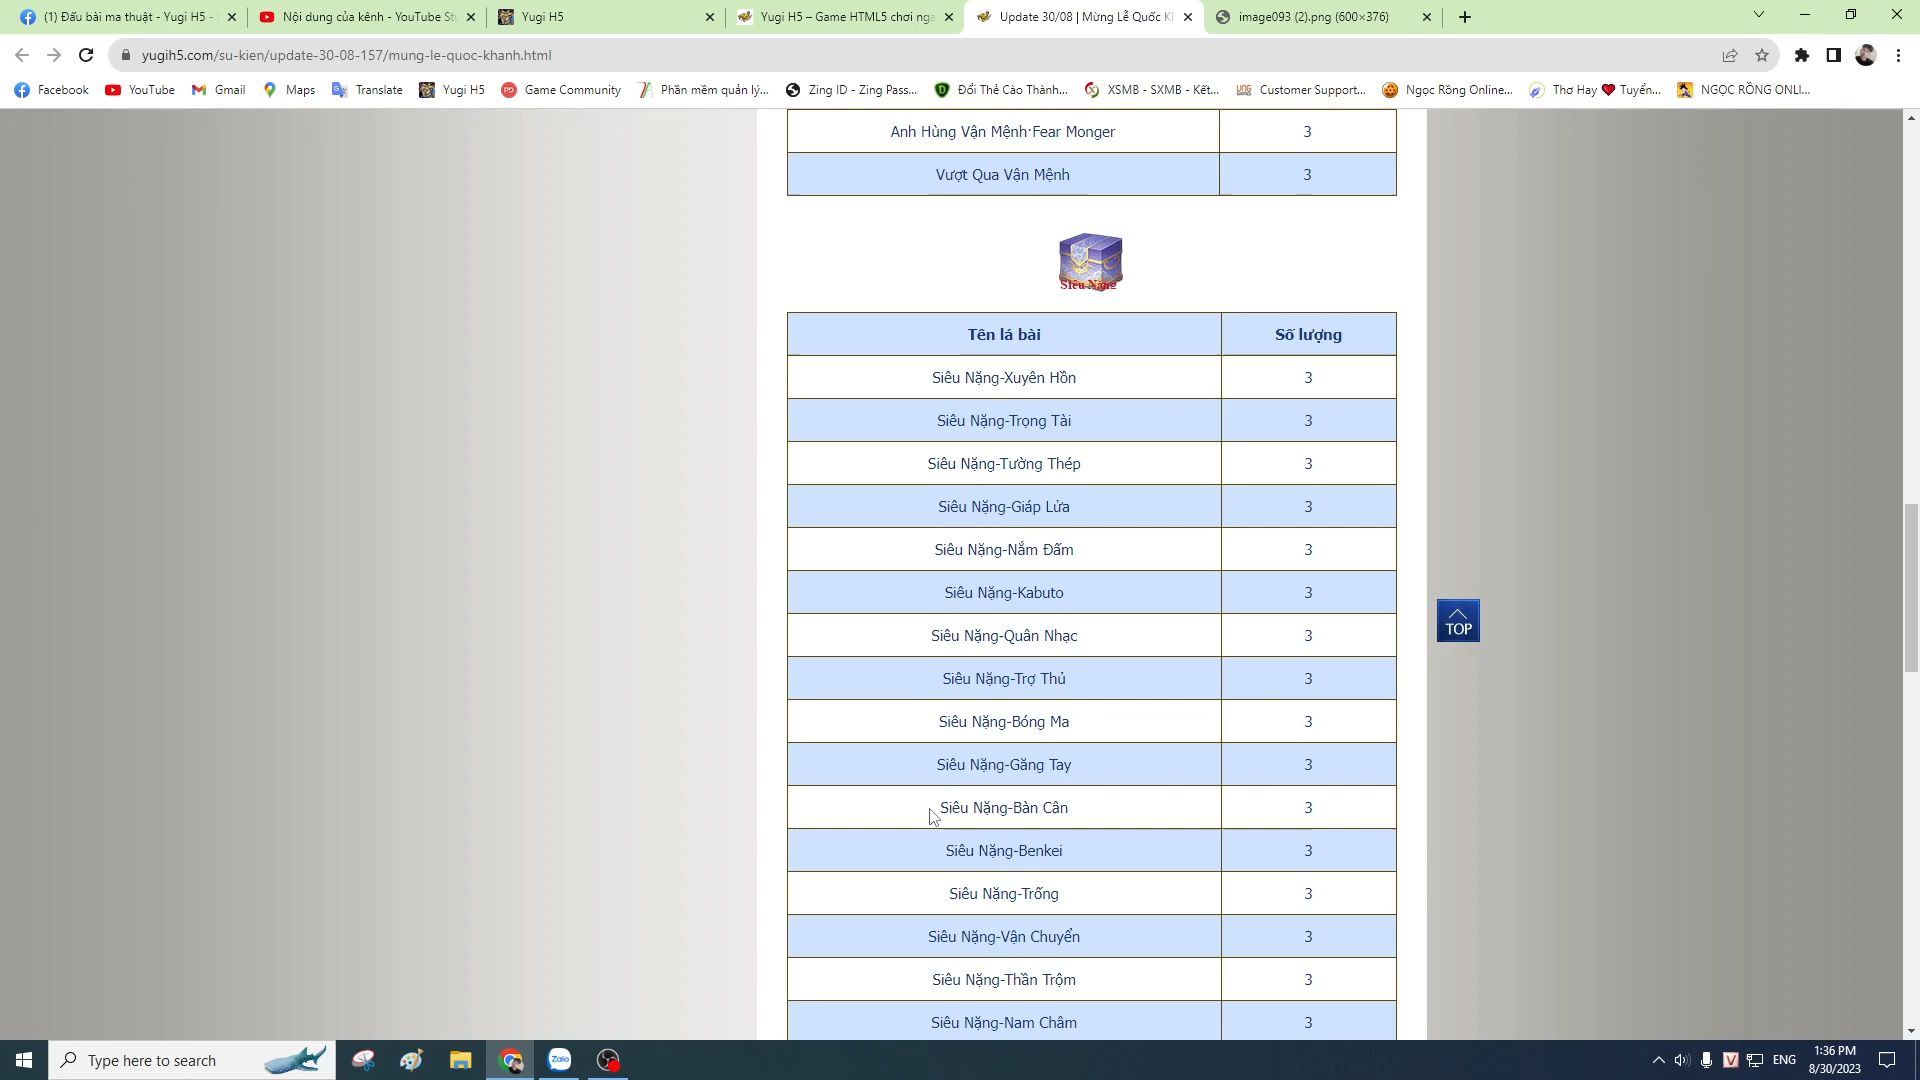 (1) Đấu bài ma thuật - Yugi H5 -
Nội dung của kênh - YouTube Stu
Yugi H5
Yugi H5 – Game HTML5 chơi nga
Update 30/08 | Mừng Lễ Quốc Kh
image093 (2).png (600×376)
yugih5.com/su-kien/update-30-08-157/mung-le-quoc-khanh.html
Facebook
YouTube
Gmail
Maps
Translate
Yugi H5
Game Community
Phần mềm quản lý...
Zing ID - Zing Pass...
Đổi Thẻ Cào Thành...
XSMB - SXMB - Kết...
Customer Support...
Ngọc Rồng Online...
Thơ Hay ❤ Tuyển...
NGỌC RỒNG ONLI...
Anh Hùng Vận Mệnh·Fear Monger 3
Vượt Qua Vận Mệnh 3
Siêu Nặng
Tên lá bài Số lượng
Siêu Nặng-Xuyên Hồn 3
Siêu Nặng-Trọng Tài 3
Siêu Nặng-Tường Thép 3
Siêu Nặng-Giáp Lửa 3
Siêu Nặng-Nắm Đấm 3
Siêu Nặng-Kabuto 3
Siêu Nặng-Quân Nhạc 3
Siêu Nặng-Trợ Thủ 3
Siêu Nặng-Bóng Ma 3
Siêu Nặng-Găng Tay 3
Siêu Nặng-Bàn Cân 3
Siêu Nặng-Benkei 3
Siêu Nặng-Trống 3
Siêu Nặng-Vận Chuyển 3
Siêu Nặng-Thần Trộm 3
Siêu Nặng-Nam Châm 3
TOP
Type here to search
Zalo
V
ENG
1:36 PM
8/30/2023